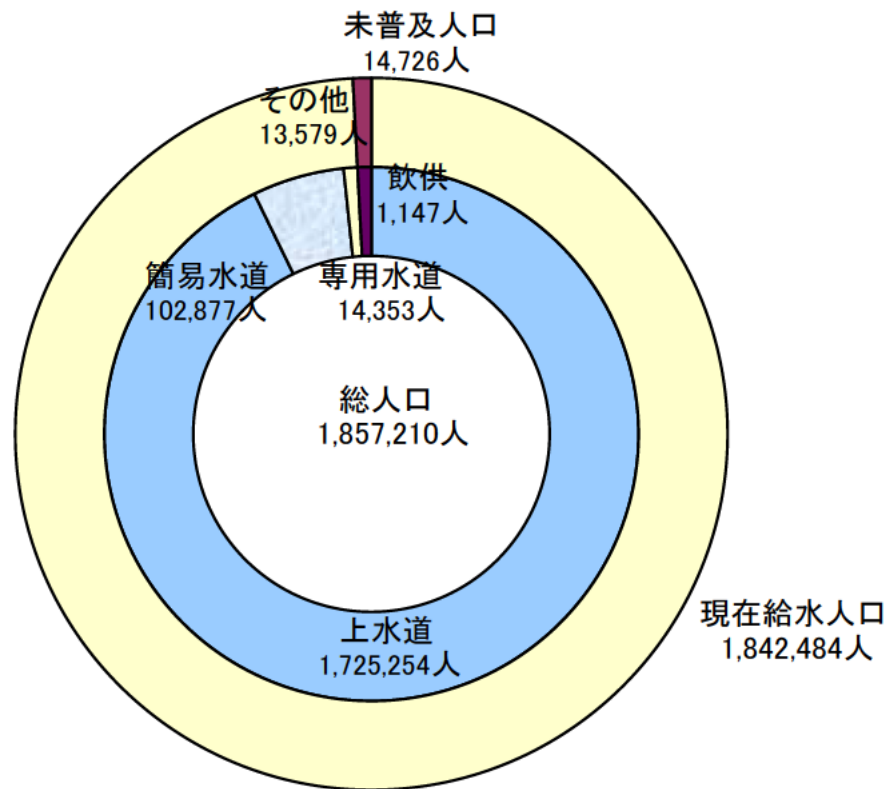 未普及人口
14,726人
その他
13,579人
飲供
1,147人
簡易水道
102,877人
専用水道
14,353人
総人口
1,857,210人
上水道
1,725,254人
現在給水人口
1,842,484人